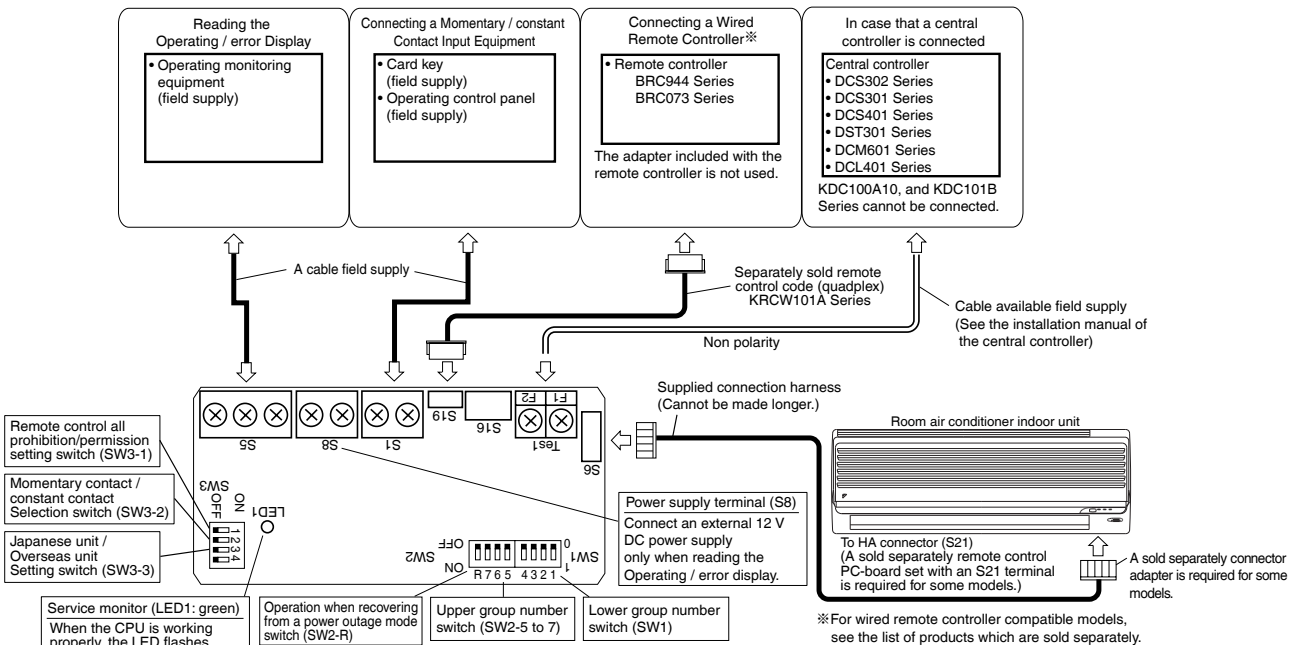 Reading the
Operating / error Display
• Operating monitoring
equipment
(field supply)
Connecting a Momentary / constant
Contact Input Equipment
• Card key
(field supply)
• Operating control panel
(field supply)
Connecting a Wired
Remote Controller※
• Remote controller
BRC944 Series
BRC073 Series
The adapter included with the
remote controller is not used.
In case that a central
controller is connected
Central controller
• DCS302 Series
• DCS301 Series
• DCS401 Series
• DST301 Series
• DCM601 Series
• DCL401 Series
KDC100A10, and KDC101B
Series cannot be connected.
A cable field supply
Separately sold remote
control code (quadplex)
KRCW101A Series
Non polarity
Cable available field supply
(See the installation manual of
the central controller)
Supplied connection harness
(Cannot be made longer.)
S5
S8
S1
S19
S16
F2
F1
Tes1
S6
Remote control all
prohibition/permission
setting switch (SW3-1)
Momentary contact /
constant contact
Selection switch (SW3-2)
Japanese unit /
Overseas unit
Setting switch (SW3-3)
SW3
OFF
ON
1
2
3
4
LED1
SW2
OFF
ON
R 7 6 5
4 3 2 1
0
1
SW1
Power supply terminal (S8)
Connect an external 12 V
DC power supply
only when reading the
Operating / error display.
Room air conditioner indoor unit
To HA connector (S21)
(A sold separately remote control
PC-board set with an S21 terminal
is required for some models.)
A sold separately connector
adapter is required for some
models.
Service monitor (LED1: green)
When the CPU is working
properly, the LED flashes
Operation when recovering
from a power outage mode
switch (SW2-R)
Upper group number
switch (SW2-5 to 7)
Lower group number
switch (SW1)
※For wired remote controller compatible models,
see the list of products which are sold separately.